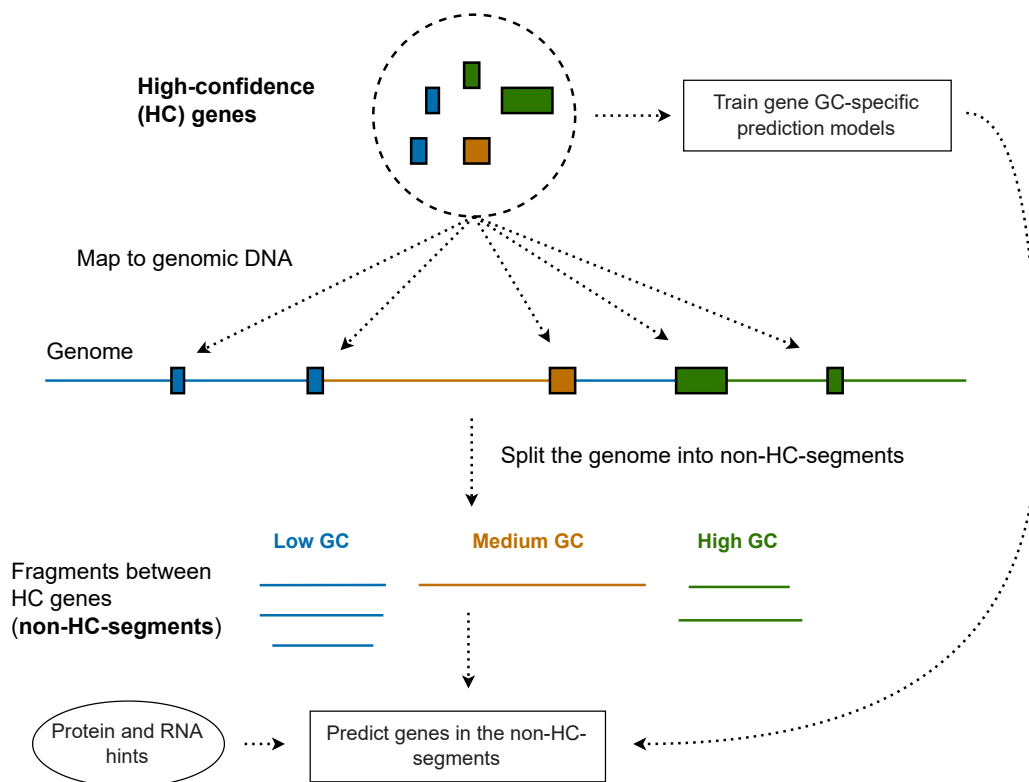 High-confidence
(HC) genes
Train gene GC-specific
prediction models
Map to genomic DNA
Genome
Split the genome into non-HC-segments
Low GC
Medium GC
High GC
Fragments between
HC genes
(non-HC-segments)
Protein and RNA
hints
Predict genes in the non-HC-
segments